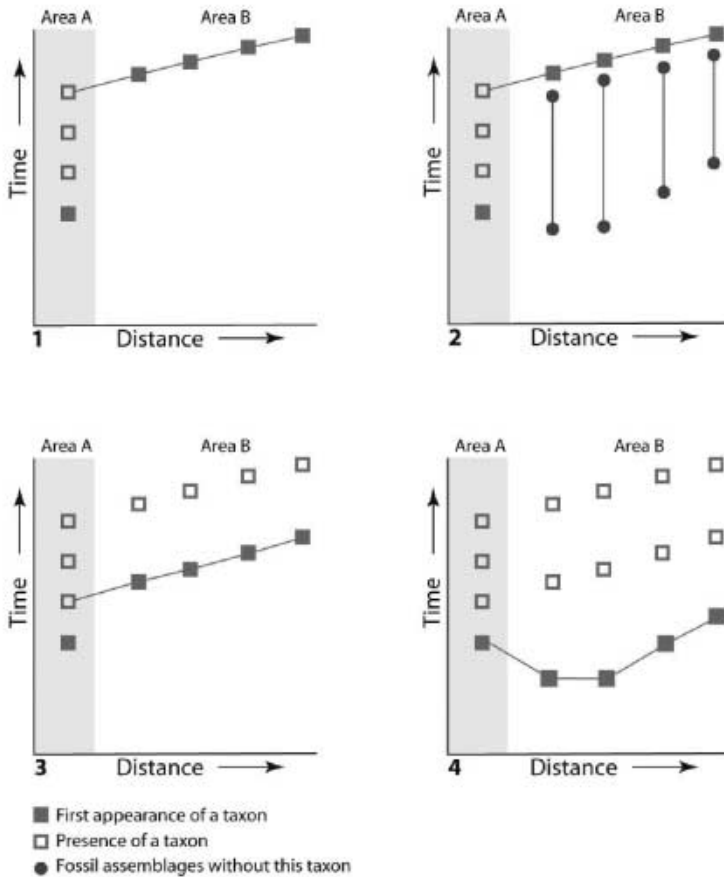 Area A Area B
Time
1 Distance
Area A Area B
Time
2 Distance
Area A Area B
Time
3 Distance
Area A Area B
Time
4 Distance
First appearance of a taxon
Presence of a taxon
Fossil assemblages without this taxon